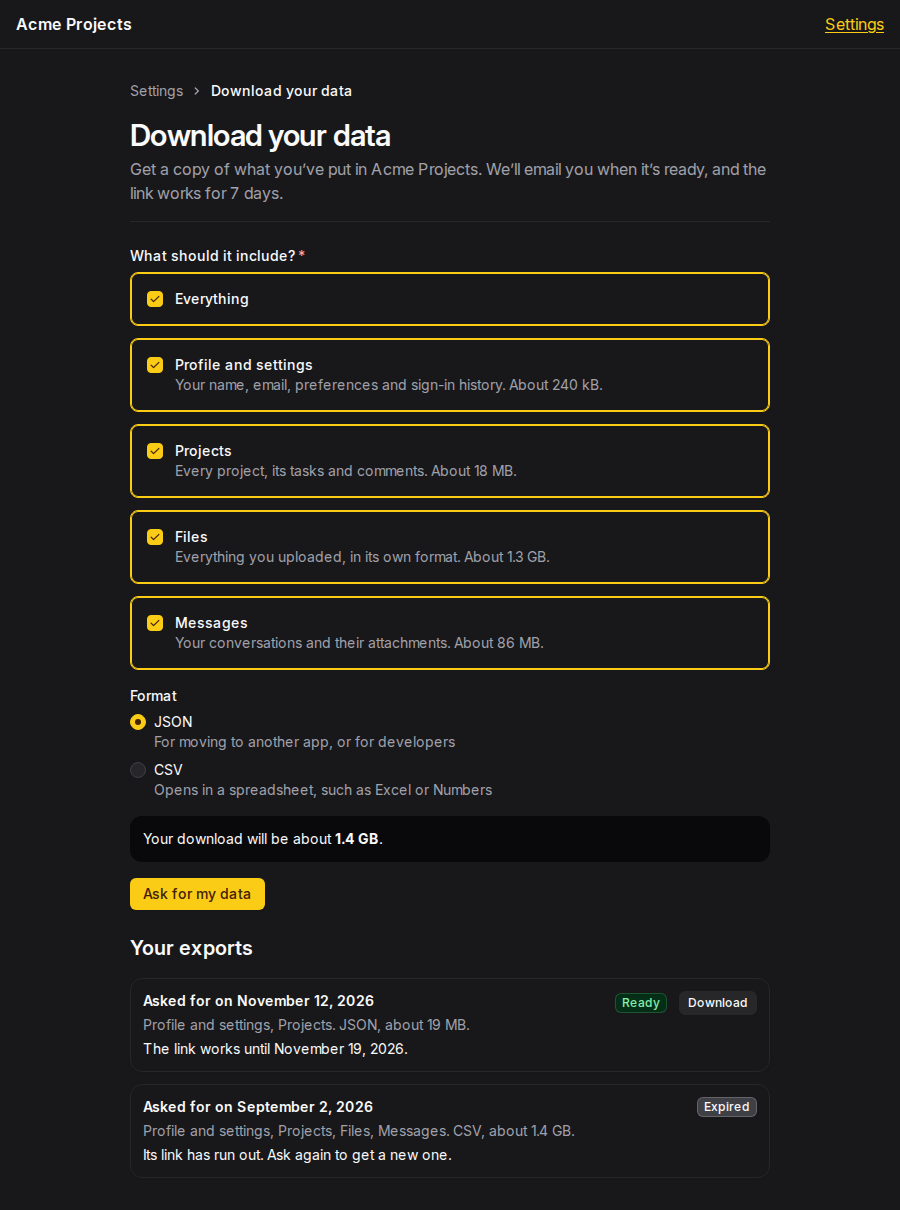 Acme Projects
Settings
Settings
Download your data
Download your data
Get a copy of what you’ve put in Acme Projects. We’ll email you when it’s ready, and the
link works for 7 days.
What should it include?*
Everything
Profile and settings
Your name, email, preferences and sign-in history. About 240 kB.
Projects
Every project, its tasks and comments. About 18 MB.
Files
Everything you uploaded, in its own format. About 1.3 GB.
Messages
Your conversations and their attachments. About 86 MB.
Format
JSON
For moving to another app, or for developers
CSV
Opens in a spreadsheet, such as Excel or Numbers
Your download will be about 1.4 GB.
Ask for my data
Your exports
Asked for on November 12, 2026
Ready
Download
Profile and settings, Projects. JSON, about 19 MB.
The link works until November 19, 2026.
Asked for on September 2, 2026
Expired
Profile and settings, Projects, Files, Messages. CSV, about 1.4 GB.
Its link has run out. Ask again to get a new one.